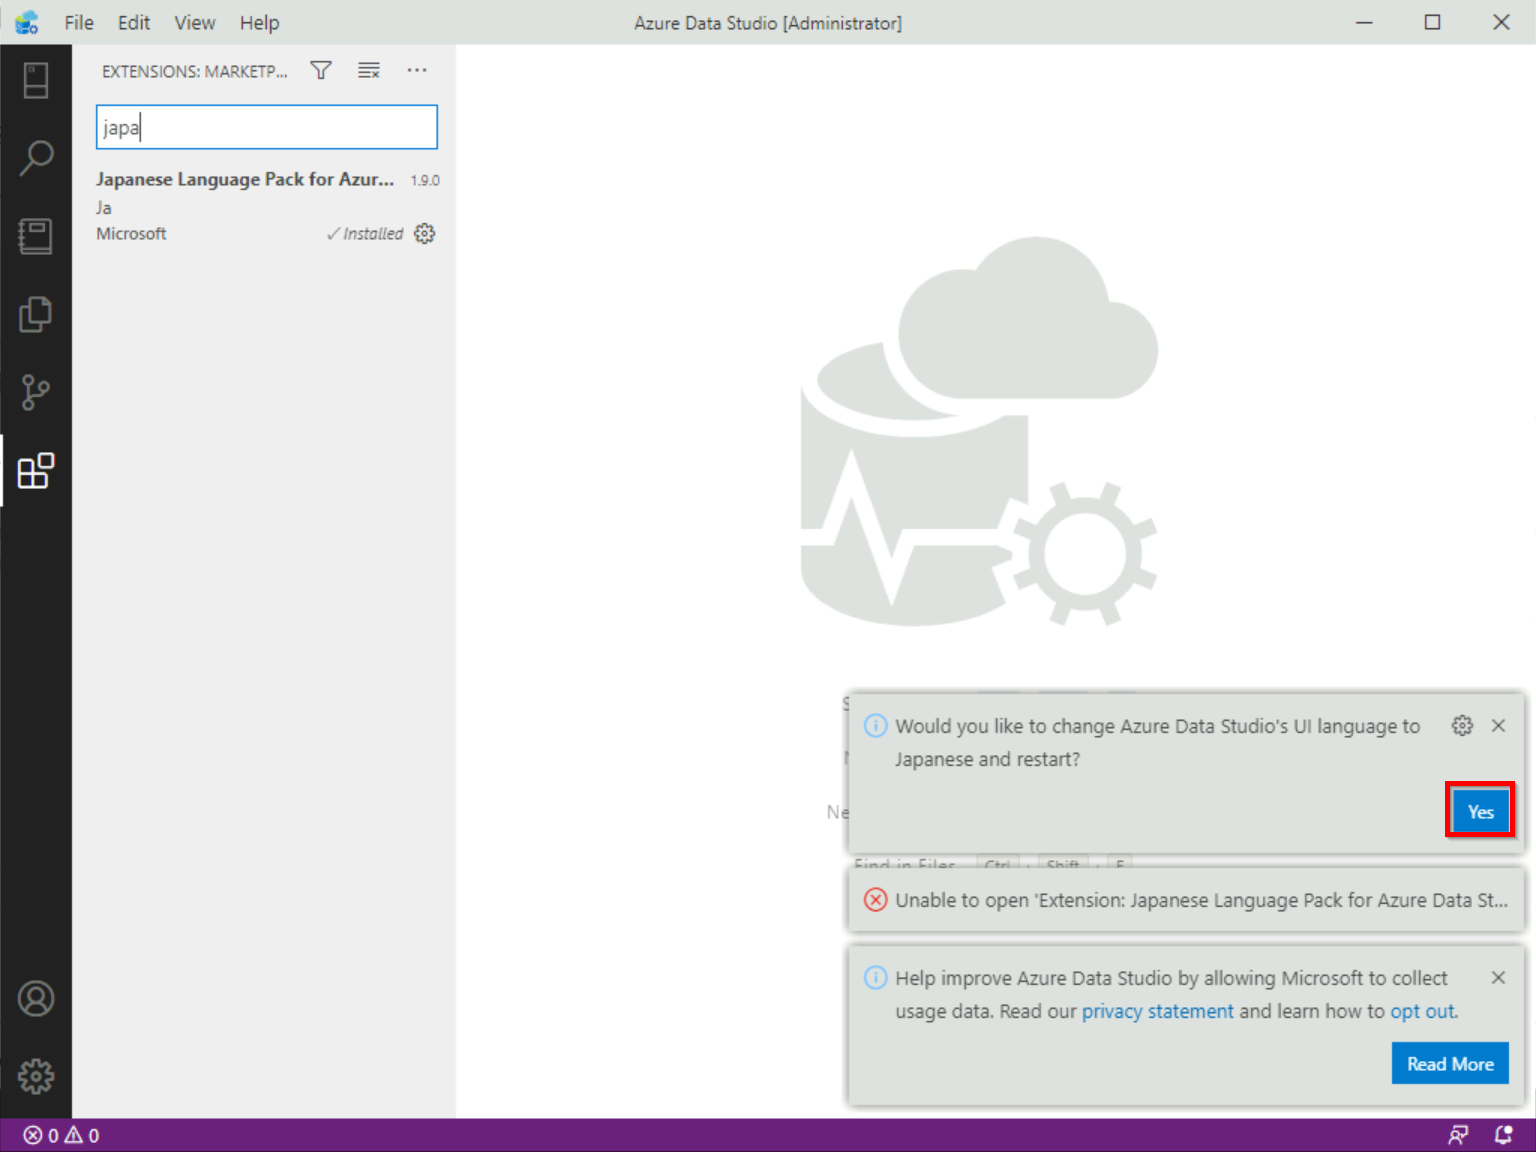 File Edit View Help
Azure Data Studio [Administrator]
EXTENSIONS: MARKETP...
japa
Japanese Language Pack for Azur... 1.9.0
Ja
Microsoft
✓ Installed
Would you like to change Azure Data Studio's UI language to
Japanese and restart?
Yes
Ne
Find in Files Ctrl + Shift + F
Unable to open 'Extension: Japanese Language Pack for Azure Data St...
Help improve Azure Data Studio by allowing Microsoft to collect
usage data. Read our privacy statement and learn how to opt out.
Read More
0 0